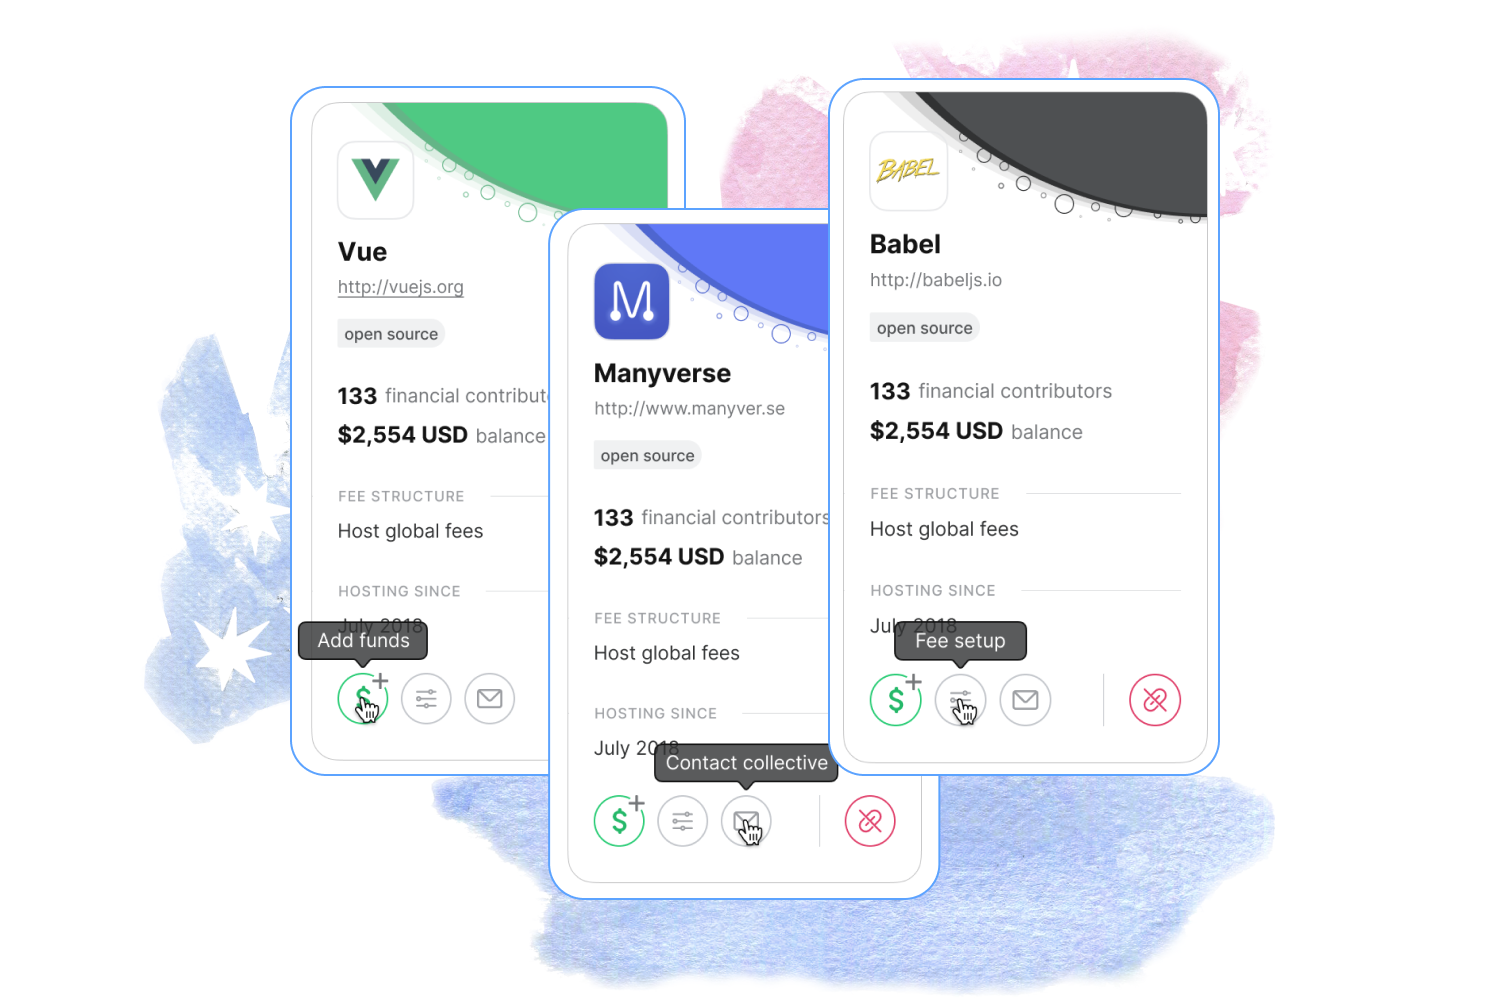 Vue
http://vuejs.org
open source
133 financial contribut
$2,554 USD balance
FEE STRUCTURE
Host global fees
HOSTING SINCE
July 2018
Add funds
$+
M
Manyverse
http://www.manyver.se
open source
133 financial contributors
$2,554 USD balance
FEE STRUCTURE
Host global fees
HOSTING SINCE
July 2018
Contact collective
$+
BABEL
Babel
http://babeljs.io
open source
133 financial contributors
$2,554 USD balance
FEE STRUCTURE
Host global fees
HOSTING SINCE
July 2018
Fee setup
$+